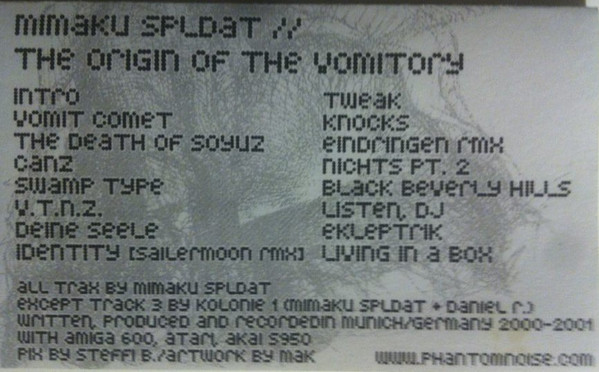 mimaku spldat //
the origin of the vomitory
intro
vomit comet
the death of soyuz
canz
swamp type
v.t.n.z.
deine seele
identity [sailermoon rmx]
tweak
knocks
eindringen rmx
nichts pt. 2
black beverly hills
listen, dj
ekleptrik
living in a box
all trax by mimaku spldat
except track 3 by kolonie 1 (mimaku spldat + daniel r.)
written, produced and recordedin munich/germany 2000-2001
with amiga 600, atari, akai s950
pix by steffi b./artwork by mak
www.phantomnoise.com